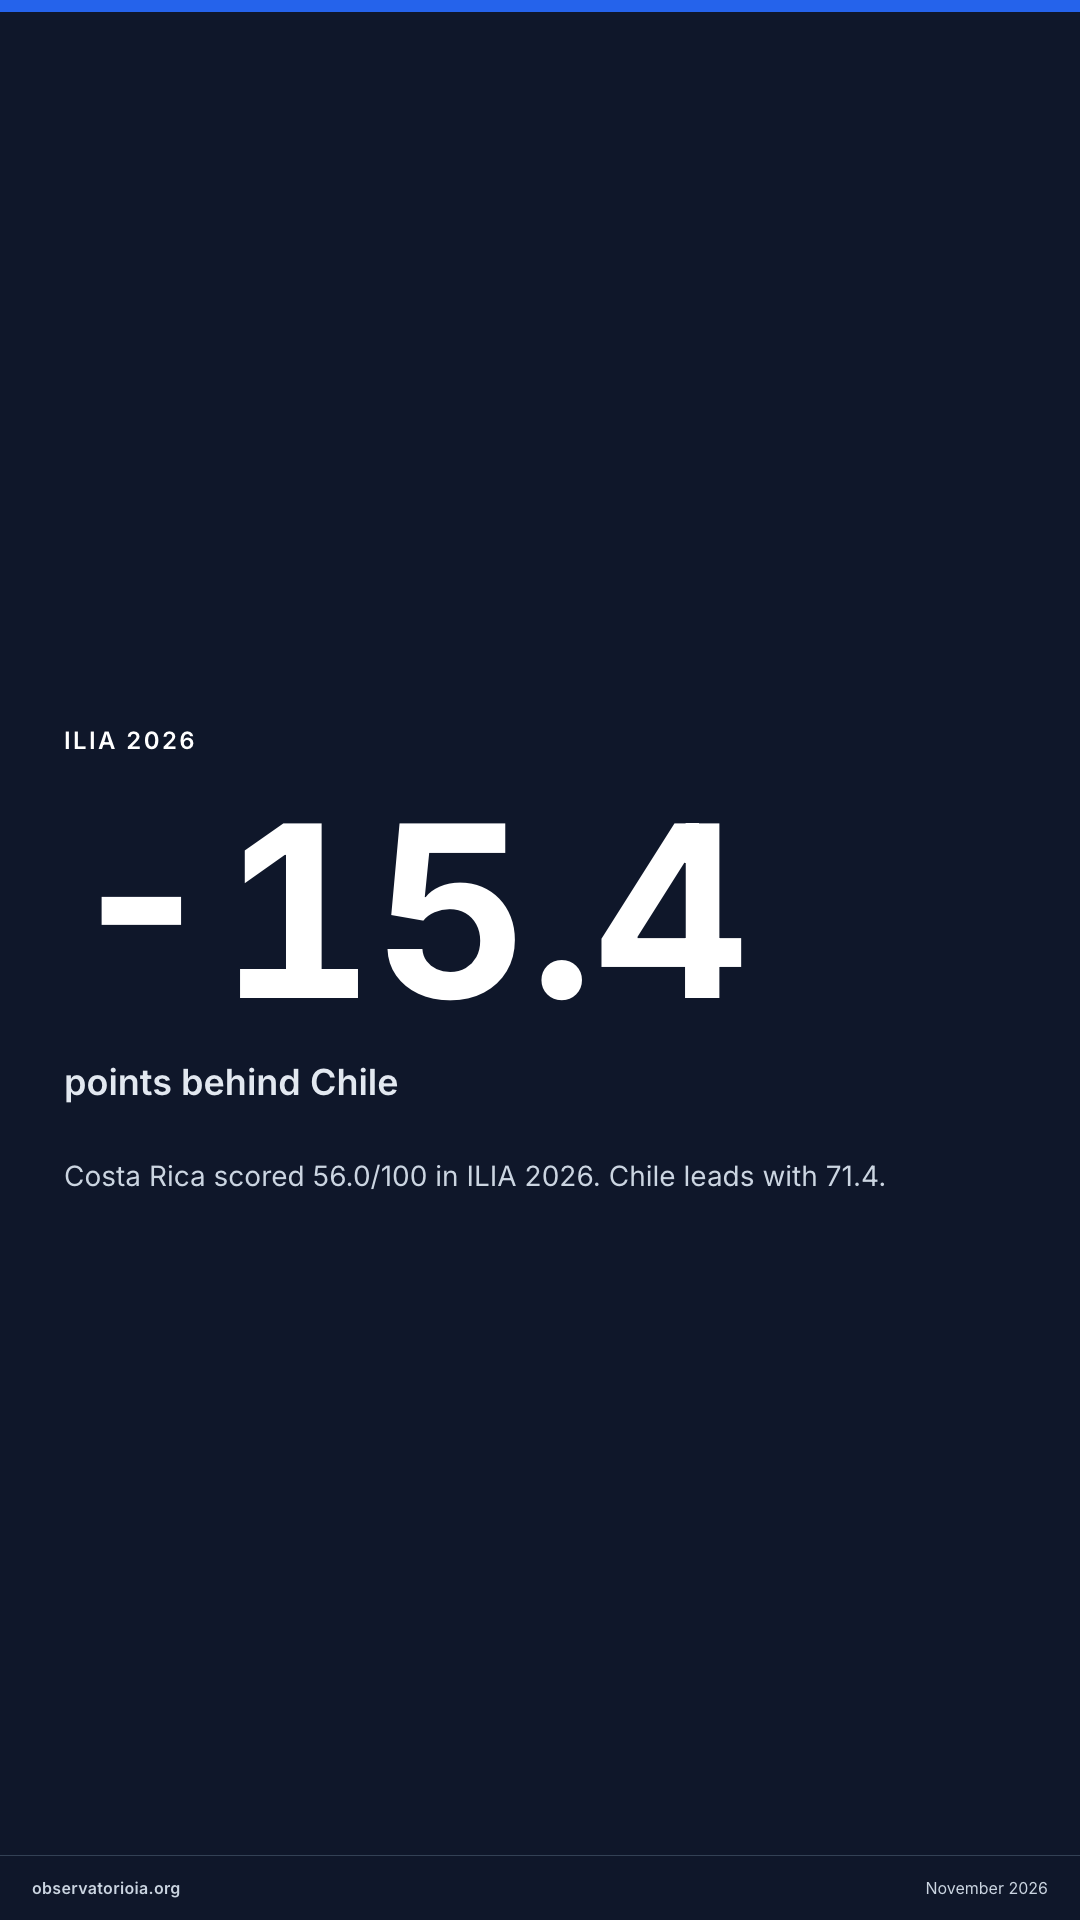 ILIA 2026
-15.4
points behind Chile
Costa Rica scored 56.0/100 in ILIA 2026. Chile leads with 71.4.
observatorioia.org
November 2026